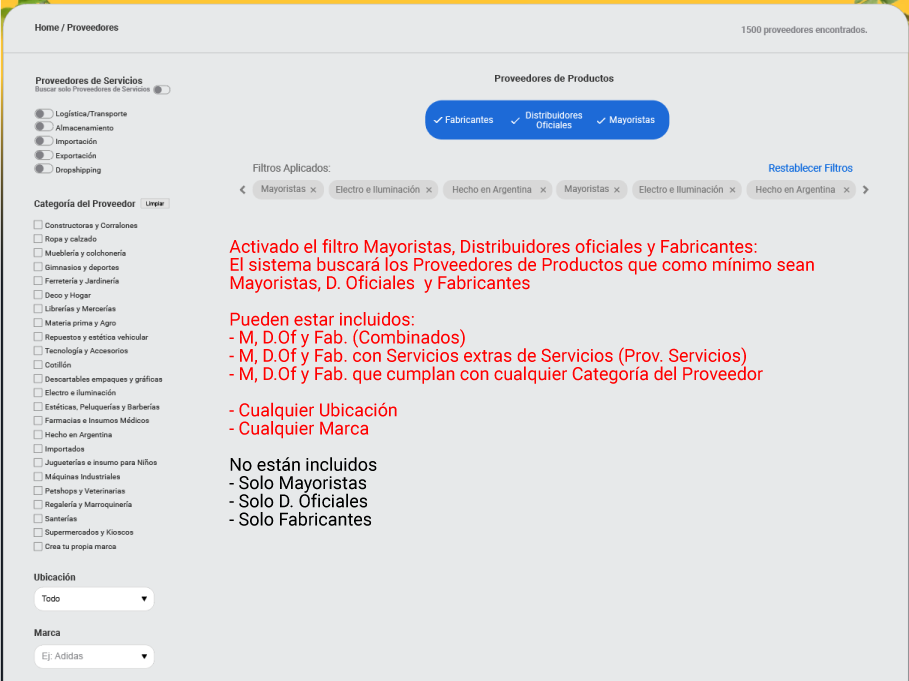 Home / Proveedores
1500 proveedores encontrados.
Proveedores de Servicios
Buscar solo Proveedores de Servicios
Logística/Transporte
Almacenamiento
Importación
Exportación
Dropshipping
Categoría del Proveedor Limpiar
Constructoras y Corralones
Ropa y calzado
Mueblería y colchonería
Gimnasios y deportes
Ferretería y Jardinería
Deco y Hogar
Librerías y Mercerías
Materia prima y Agro
Repuestos y estética vehicular
Tecnología y Accesorios
Cotillón
Descartables empaques y gráficas
Electro e iluminación
Estéticas, Peluquerías y Barberías
Farmacias e Insumos Médicos
Hecho en Argentina
Importados
Jugueterías e insumo para Niños
Máquinas Industriales
Petshops y Veterinarias
Regalería y Marroquinería
Santerías
Supermercados y Kioscos
Crea tu propia marca
Ubicación
Todo
Marca
Ej: Adidas
Proveedores de Productos
Fabricantes
Distribuidores
Oficiales
Mayoristas
Filtros Aplicados:
Restablecer Filtros
Mayoristas × Electro e Iluminación × Hecho en Argentina × Mayoristas × Electro e Iluminación × Hecho en Argentina ×
Activado el filtro Mayoristas, Distribuidores oficiales y Fabricantes:
El sistema buscará los Proveedores de Productos que como mínimo sean
Mayoristas, D. Oficiales y Fabricantes
Pueden estar incluidos:
- M, D.Of y Fab. (Combinados)
- M, D.Of y Fab. con Servicios extras de Servicios (Prov. Servicios)
- M, D.Of y Fab. que cumplan con cualquier Categoría del Proveedor
- Cualquier Ubicación
- Cualquier Marca
No están incluidos
- Solo Mayoristas
- Solo D. Oficiales
- Solo Fabricantes